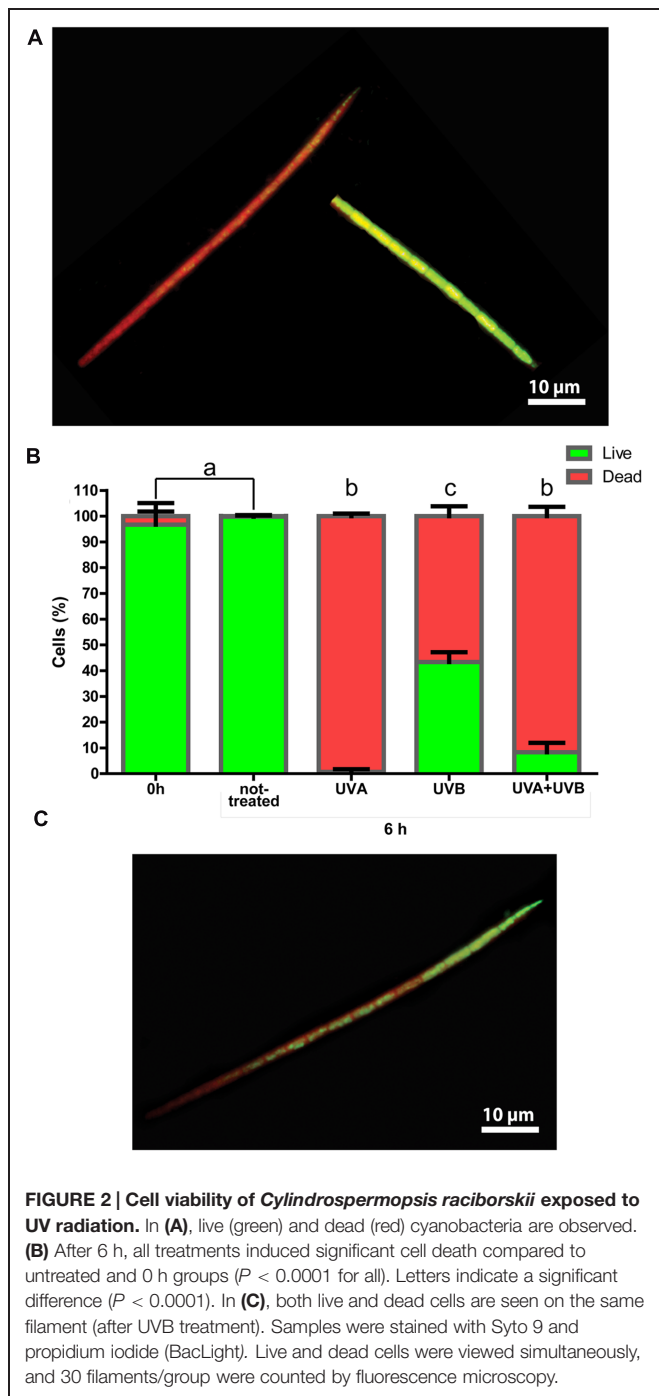 A
10 µm
B
Live
Dead
a
b
c
b
110
100
90
80
70
60
50
40
30
20
10
0
Cells (%)
0h
not-
treated
UVA
UVB
UVA+UVB
6 h
C
10 µm
FIGURE 2 | Cell viability of Cylindrospermopsis raciborskii exposed to
UV radiation. In (A), live (green) and dead (red) cyanobacteria are observed.
(B) After 6 h, all treatments induced significant cell death compared to
untreated and 0 h groups (P < 0.0001 for all). Letters indicate a significant
difference (P < 0.0001). In (C), both live and dead cells are seen on the same
filament (after UVB treatment). Samples were stained with Syto 9 and
propidium iodide (BacLight). Live and dead cells were viewed simultaneously,
and 30 filaments/group were counted by fluorescence microscopy.